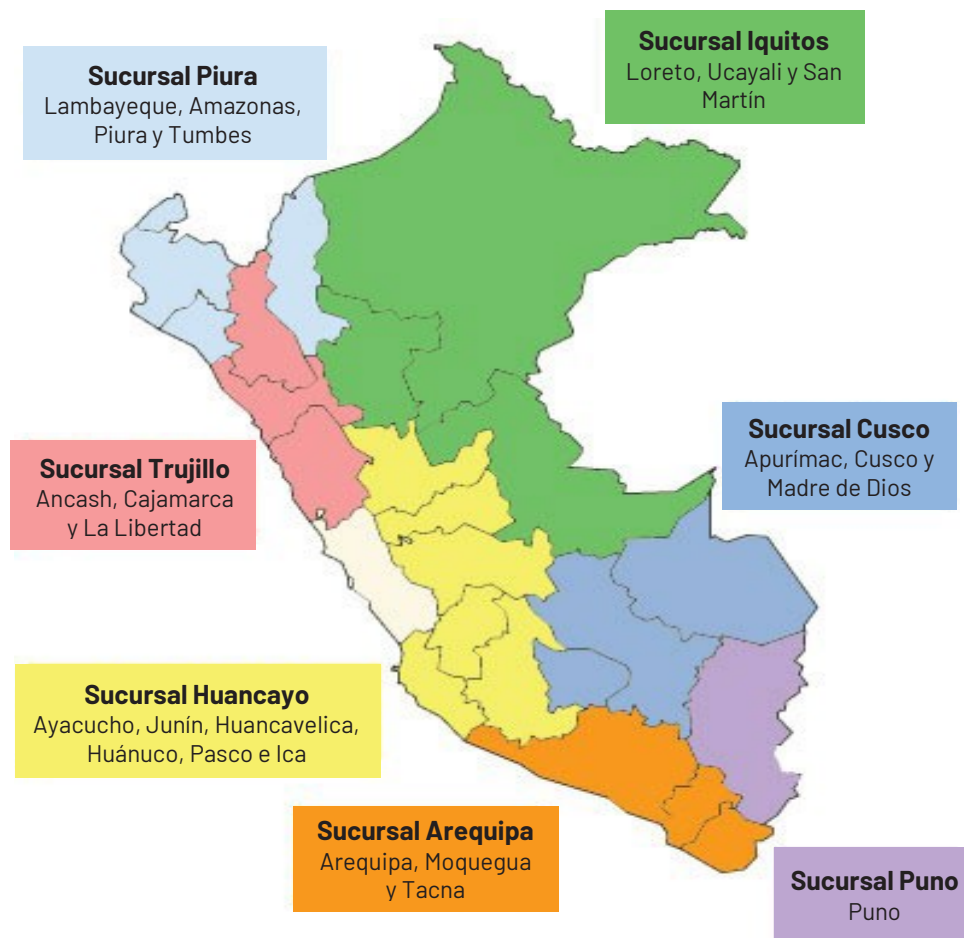 Sucursal Piura
Lambayeque, Amazonas,
Piura y Tumbes
Sucursal Iquitos
Loreto, Ucayali y San
Martín
Sucursal Cusco
Apurímac, Cusco y
Madre de Dios
Sucursal Trujillo
Ancash, Cajamarca
y La Libertad
Sucursal Huancayo
Ayacucho, Junín, Huancavelica,
Huánuco, Pasco e Ica
Sucursal Arequipa
Arequipa, Moquegua
y Tacna
Sucursal Puno
Puno